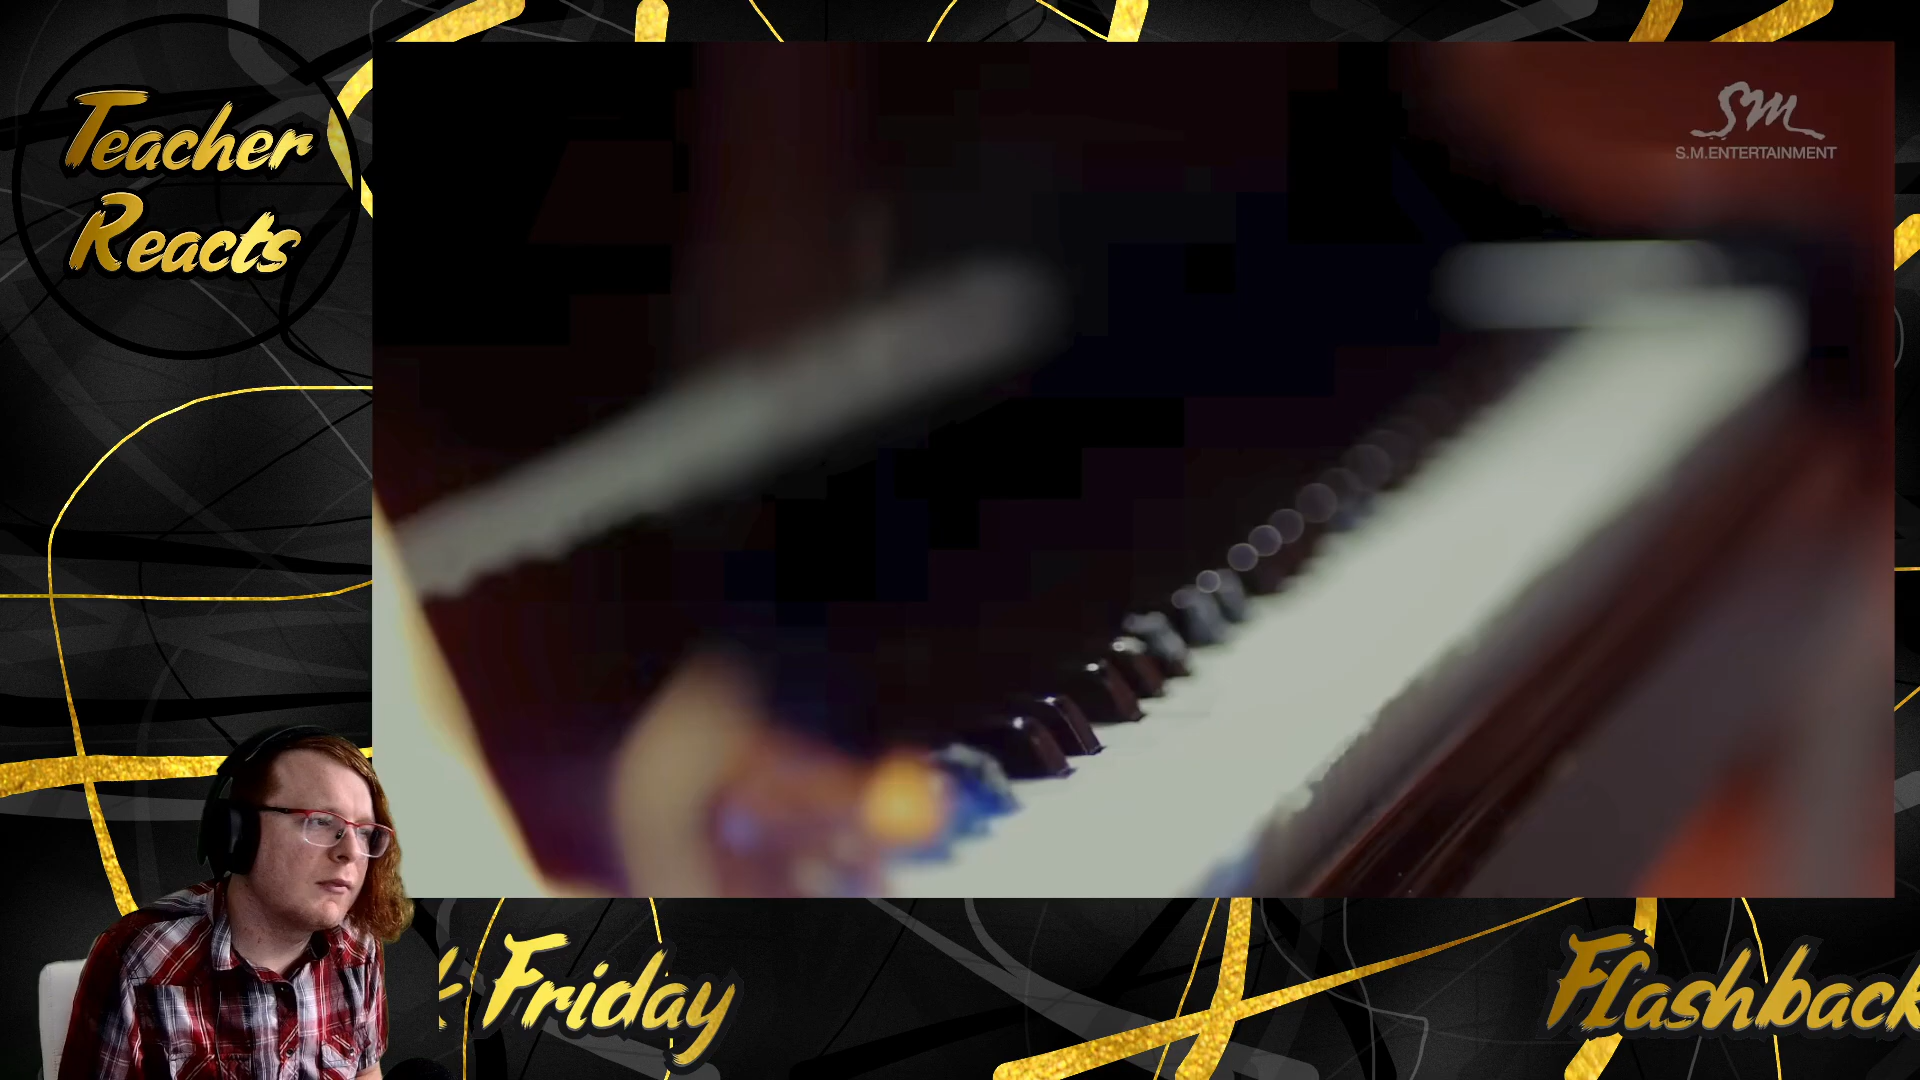 Teacher
Reacts
SM
S.M.ENTERTAINMENT
Friday
Flashback